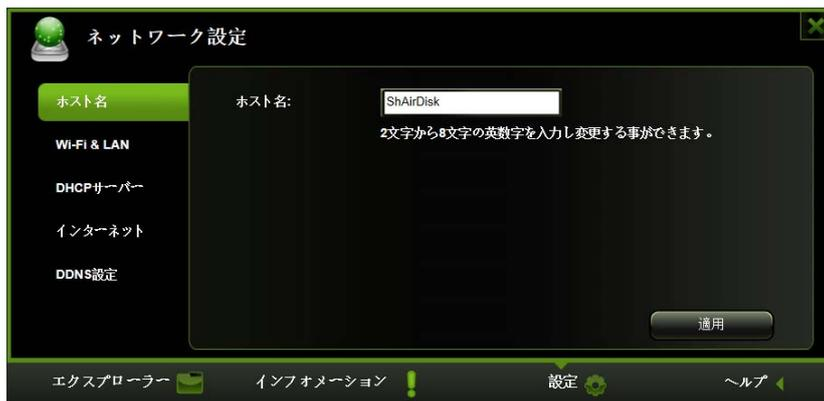 ネットワーク設定
ホスト名
ホスト名:
ShAirDisk
2文字から8文字の英数字を入力し変更する事ができます。
Wi-Fi & LAN
DHCPサーバー
インターネット
DDNS設定
適用
エクスプローラー
インフォメーション
設定
ヘルプ